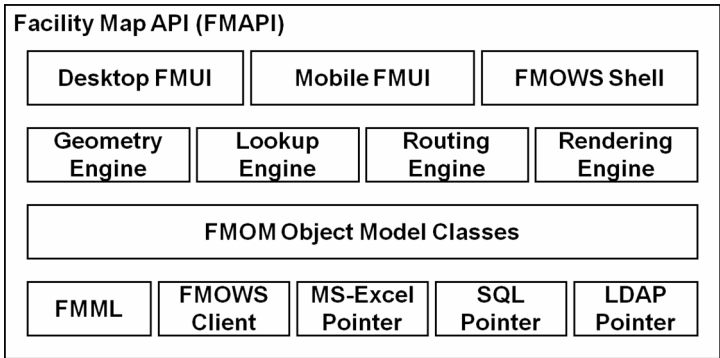 Facility Map API (FMAPI)
Desktop FMUI
Mobile FMUI
FMOWS Shell
Geometry
Engine
Lookup
Engine
Routing
Engine
Rendering
Engine
FMOM Object Model Classes
FMML
FMOWS
Client
MS-Excel
Pointer
SQL
Pointer
LDAP
Pointer